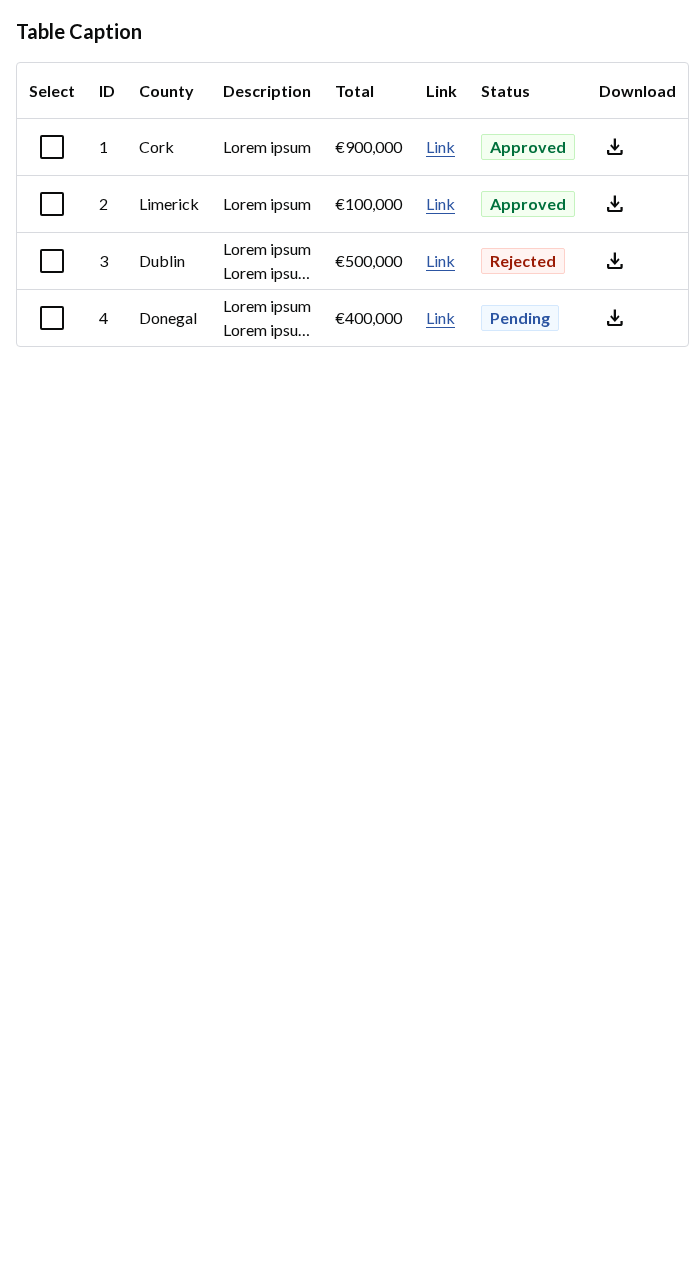 Table Caption
Select ID County Description Total Link Status Download
1 Cork Lorem ipsum €900,000 Link Approved
2 Limerick Lorem ipsum €100,000 Link Approved
3 Dublin Lorem ipsum Lorem ipsu... €500,000 Link Rejected
4 Donegal Lorem ipsum Lorem ipsu... €400,000 Link Pending